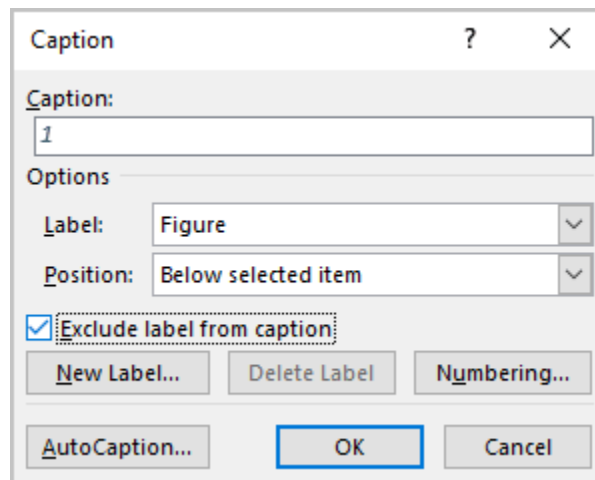 Caption ? ×
Caption:
1
Options
Label: Figure
Position: Below selected item
Exclude label from caption
New Label... Delete Label Numbering...
AutoCaption... OK Cancel